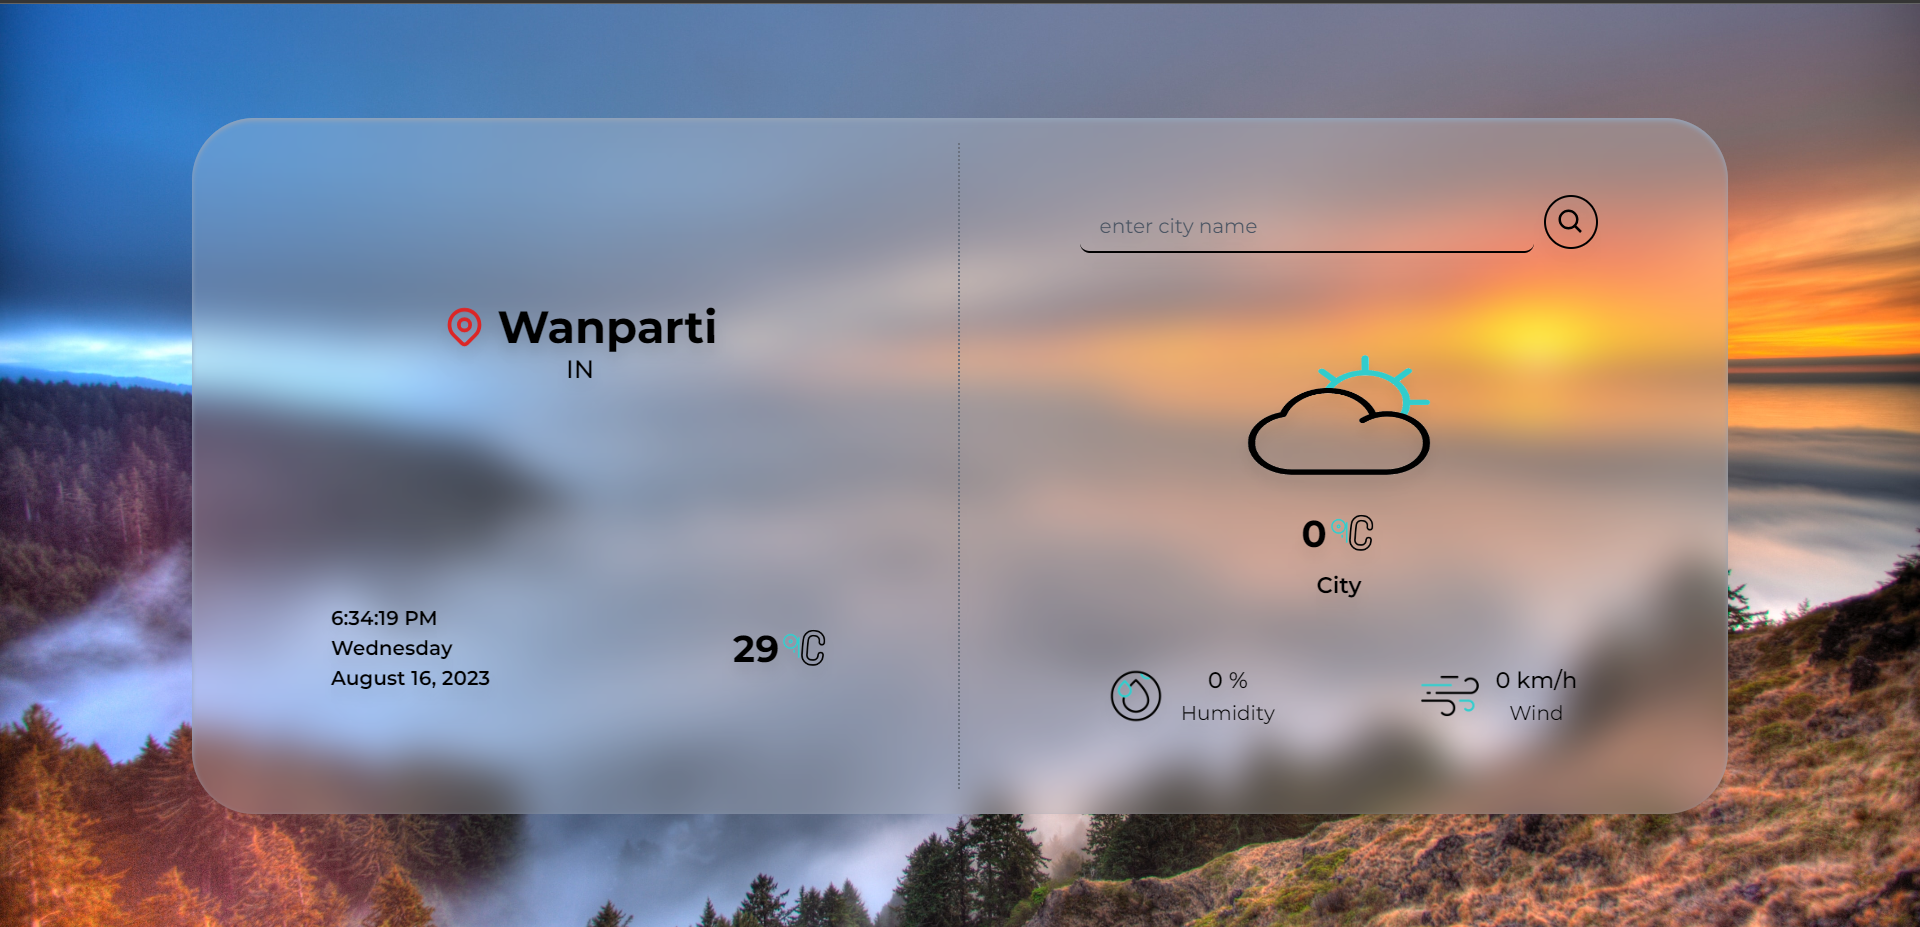 Wanparti
IN
6:34:19 PM
Wednesday
August 16, 2023
29 °C
enter city name
0 °C
City
0 %
Humidity
0 km/h
Wind